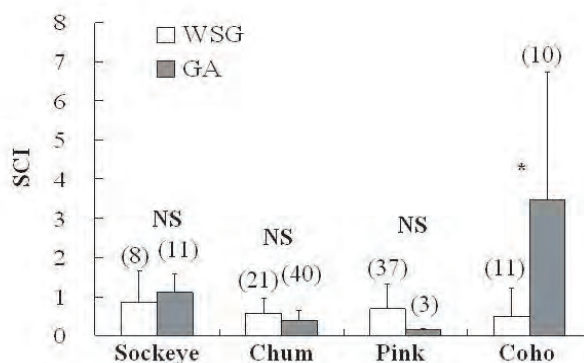 8
7
6
5
4
3
2
1
0
SCI
WSG
GA
(10)
*
NS
NS
NS
(8)
(11)
(21)
(40)
(37)
(3)
(11)
Sockeye
Chum
Pink
Coho